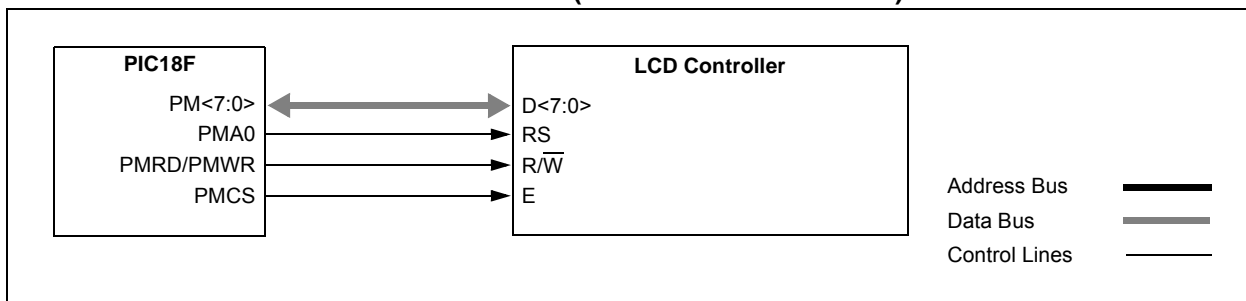 PIC18F
LCD Controller
PM<7:0>
D<7:0>
PMA0
RS
PMRD/PMWR
R/W̅
PMCS
E
Address Bus
Data Bus
Control Lines